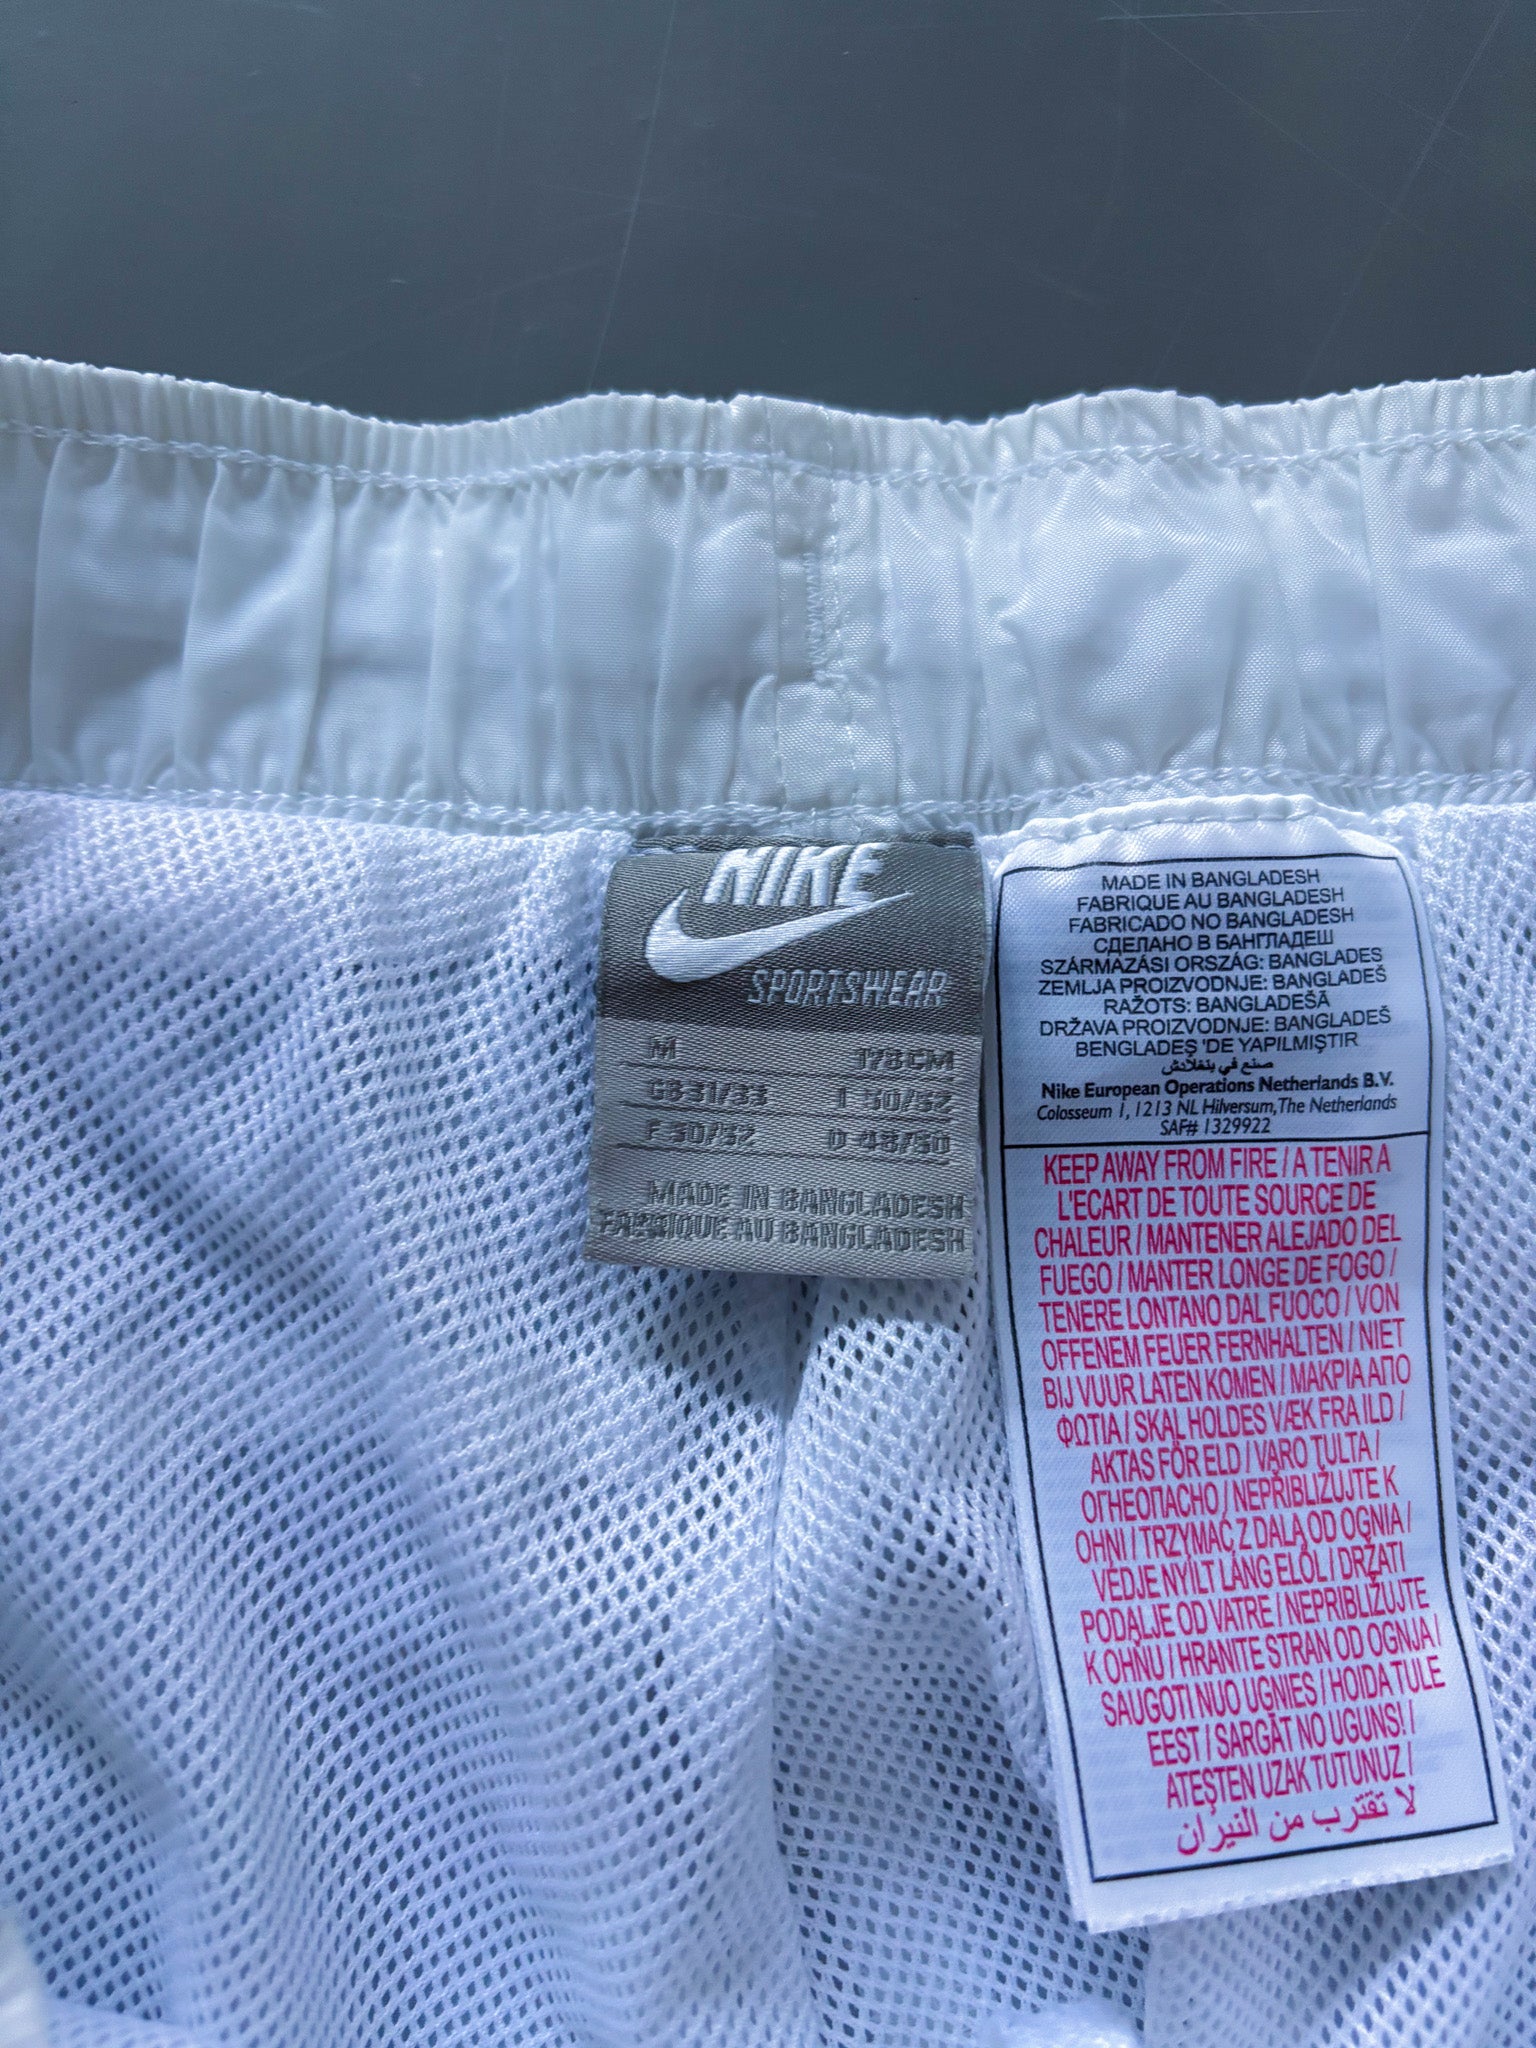 NIKE
SPORTSWEAR
M 178 CM
GB 31/33 I 50/52
F 50/52 D 48/50
MADE IN BANGLADESH
FABRIQUE AU BANGLADESH
MADE IN BANGLADESH
FABRIQUE AU BANGLADESH
FABRICADO NO BANGLADESH
СДЕЛАНО В БАНГЛАДЕШ
SZÁRMAZÁSI ORSZÁG: BANGLADES
ZEMLJA PROIZVODNJE: BANGLADEŠ
RAŽOTS: BANGLADEŠĀ
DRŽAVA PROIZVODNJE: BANGLADEŠ
BENGLADEŞ 'DE YAPILMIŞTIR
صنع في بنغلادش
Nike European Operations Netherlands B.V.
Colosseum 1, 1213 NL Hilversum, The Netherlands
SAF# 1329922
KEEP AWAY FROM FIRE / A TENIR A
L'ECART DE TOUTE SOURCE DE
CHALEUR / MANTENER ALEJADO DEL
FUEGO / MANTER LONGE DE FOGO /
TENERE LONTANO DAL FUOCO / VON
OFFENEM FEUER FERNHALTEN / NIET
BIJ VUUR LATEN KOMEN / ΜΑΚΡΙΑ ΑΠΟ
ΦΩΤΙΑ / SKAL HOLDES VÆK FRA ILD /
AKTAS FÖR ELD / VARO TULTA /
ОГНЕОПАСНО / NEPŘIBLIŽUJTE K
OHNI / TRZYMAĆ Z DALA OD OGNIA /
VÉDJE NYÍLT LÁNG ELŐL / DRŽATI
PODALJE OD VATRE / NEPRIBLIŽUJTE
K OHŇU / HRANITE STRAN OD OGNJA /
SAUGOTI NUO UGNIES / HOIDA TULE
EEST / SARGĀT NO UGUNS! /
ATEŞTEN UZAK TUTUNUZ /
لا تقترب من النيران